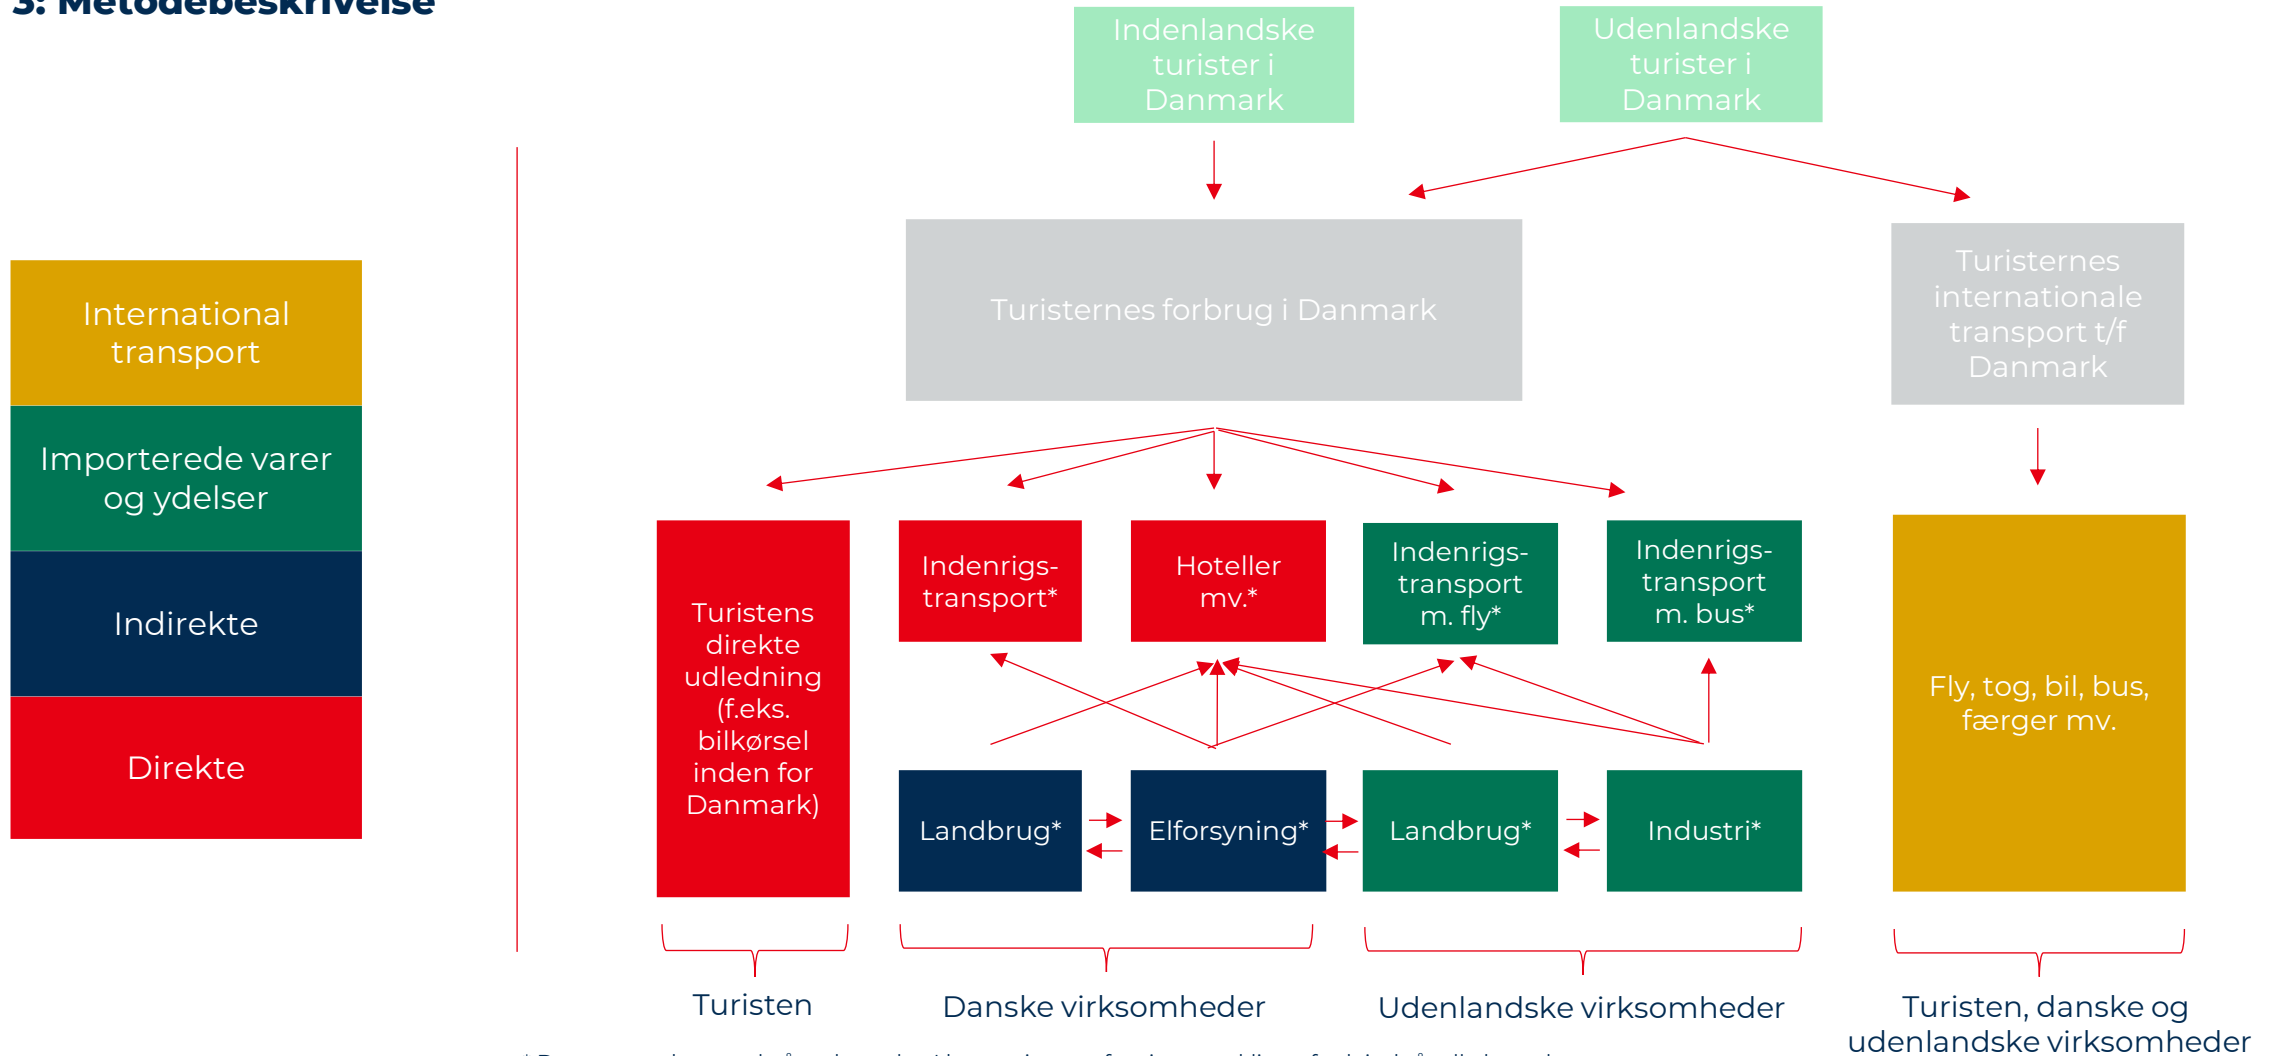 3: Metodebeskrivelse
Indenlandske
turister i
Danmark
Udenlandske
turister i
Danmark
Turisternes forbrug i Danmark
Turisternes
internationale
transport t/f
Danmark
International
transport
Importerede varer
og ydelser
Indirekte
Direkte
Turistens
direkte
udledning
(f.eks.
bilkørsel
inden for
Danmark)
Indenrigs-
transport*
Hoteller
mv.*
Indenrigs-
transport
m. fly*
Indenrigs-
transport
m. bus*
Fly, tog, bil, bus,
færger mv.
Landbrug*
Elforsyning*
Landbrug*
Industri*
Turisten
Danske virksomheder
Udenlandske virksomheder
Turisten, danske og
udenlandske virksomheder